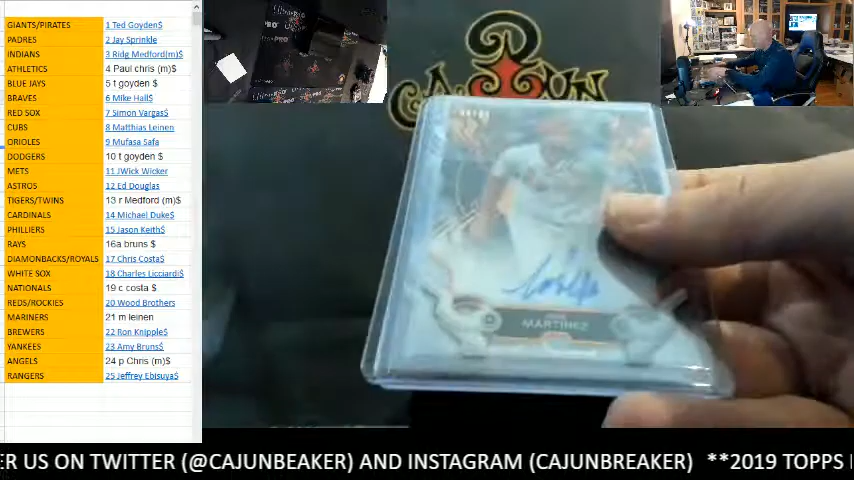 GIANTS/PIRATES 1 Ted Goyden$
PADRES 2 Jay Sprinkle
INDIANS 3 Ridg Medford(m)$
ATHLETICS 4 Paul chris (m)$
BLUE JAYS 5 t goyden $
BRAVES 6 Mike Hall$
RED SOX 7 Simon Vargas$
CUBS 8 Matthias Leinen
ORIOLES 9 Mufasa Safa
DODGERS 10 t goyden $
METS 11 JWick Wicker
ASTROS 12 Ed Douglas
TIGERS/TWINS 13 r Medford (m)$
CARDINALS 14 Michael Duke$
PHILLIERS 15 Jason Keith$
RAYS 16a bruns $
DIAMONBACKS/ROYALS 17 Chris Costa$
WHITE SOX 18 Charles Licciardi$
NATIONALS 19 c costa $
REDS/ROCKIES 20 Wood Brothers
MARINERS 21 m leinen
BREWERS 22 Ron Knipple$
YANKEES 23 Amy Bruns$
ANGELS 24 p Chris (m)$
RANGERS 25 Jeffrey Ebisuya$
CAJUN
MARTINEZ
ER US ON TWITTER (@CAJUNBEAKER) AND INSTAGRAM (CAJUNBREAKER) **2019 TOPPS